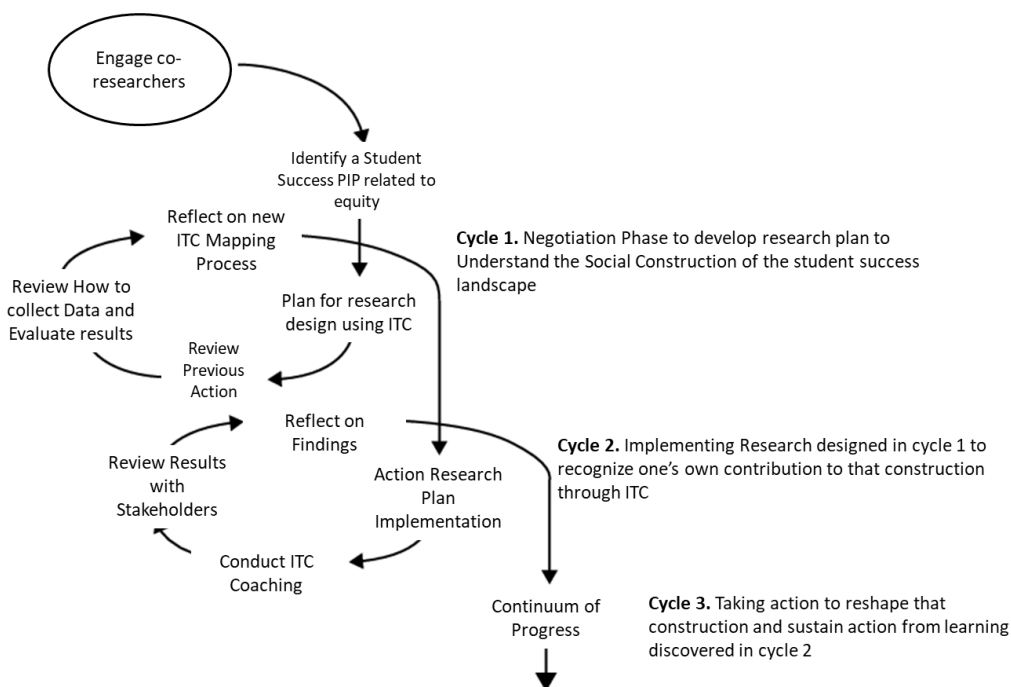 Engage co-
researchers
Identify a Student
Success PIP related to
equity
Reflect on new
ITC Mapping
Process
Cycle 1. Negotiation Phase to develop research plan to
Understand the Social Construction of the student success
landscape
Review How to
collect Data and
Evaluate results
Plan for research
design using ITC
Review
Previous
Action
Reflect on
Findings
Cycle 2. Implementing Research designed in cycle 1 to
recognize one’s own contribution to that construction
through ITC
Review Results
with
Stakeholders
Action Research
Plan
Implementation
Conduct ITC
Coaching
Continuum of
Progress
Cycle 3. Taking action to reshape that
construction and sustain action from learning
discovered in cycle 2